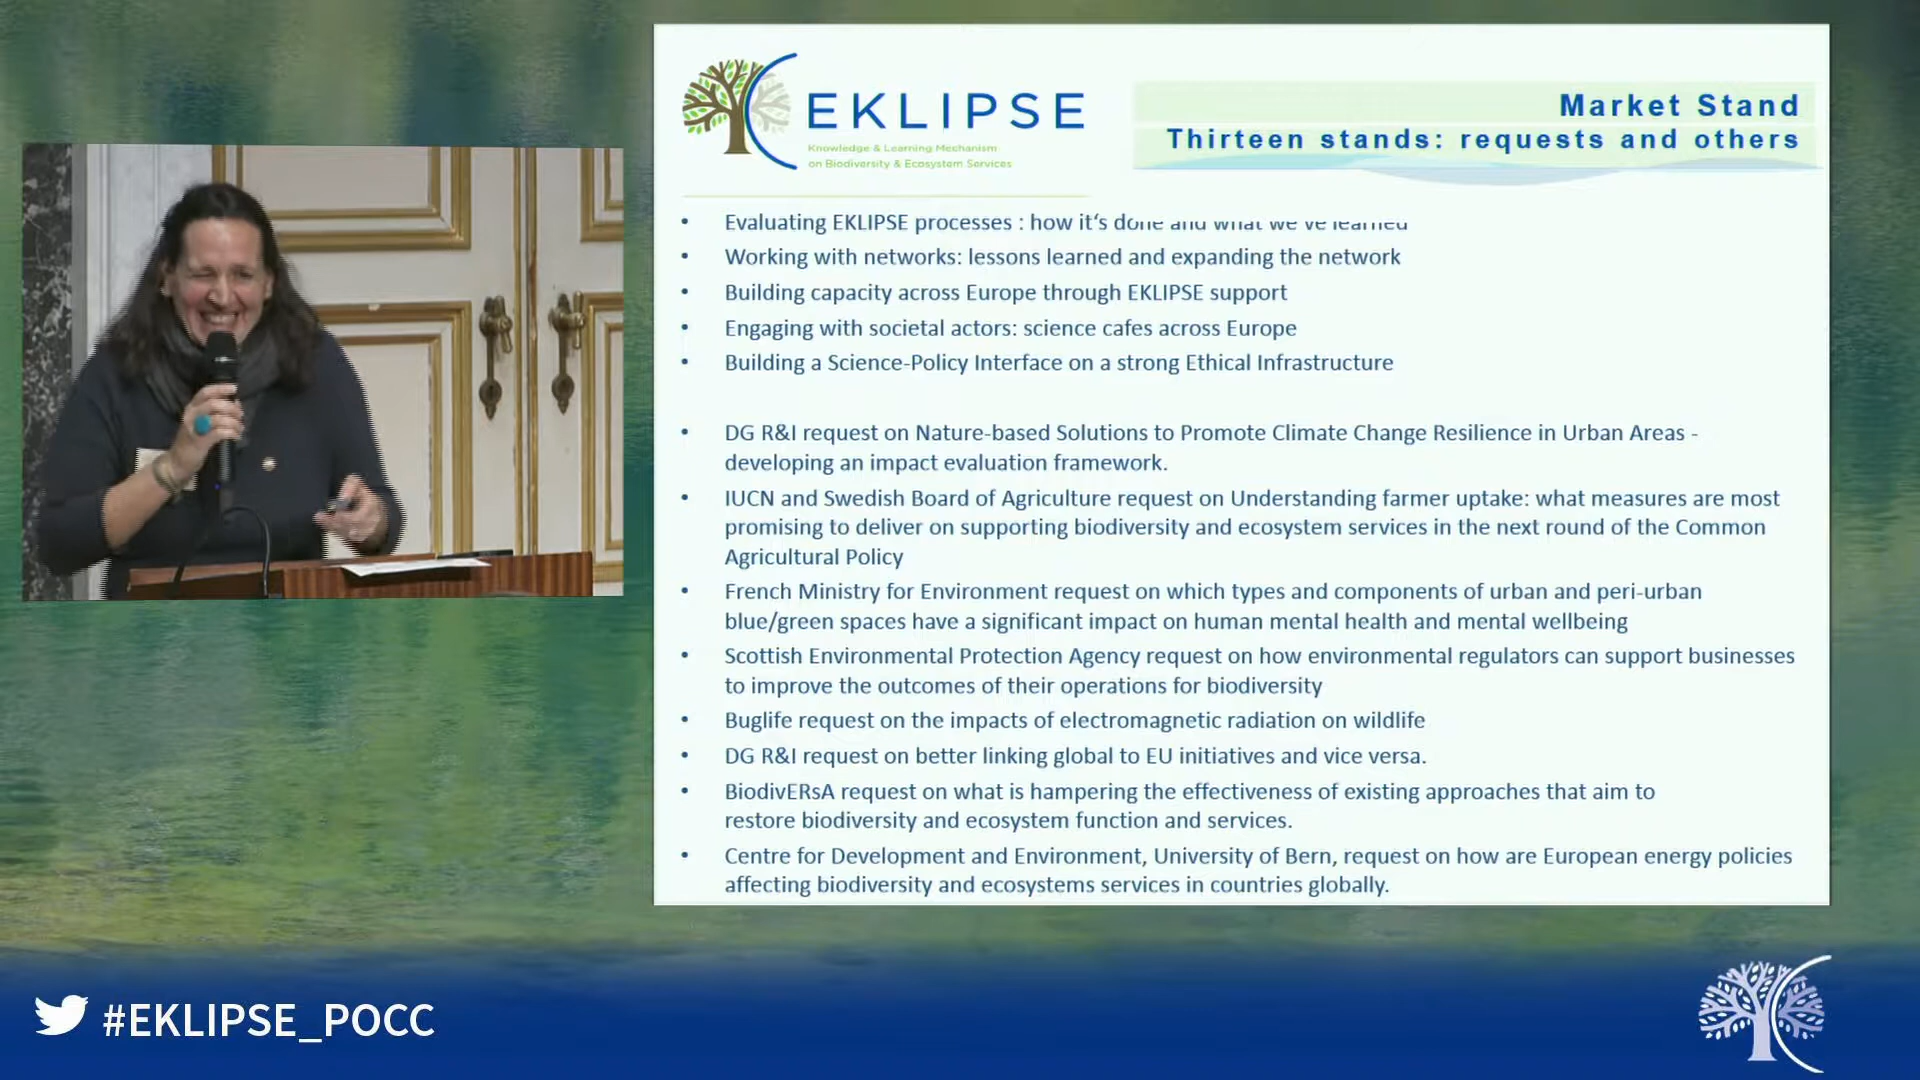 EKLIPSE
Knowledge & Learning Mechanism
on Biodiversity & Ecosystem Services
Market Stand
Thirteen stands: requests and others
• Evaluating EKLIPSE processes : how it‘s done and what we‘ve learned
• Working with networks: lessons learned and expanding the network
• Building capacity across Europe through EKLIPSE support
• Engaging with societal actors: science cafes across Europe
• Building a Science-Policy Interface on a strong Ethical Infrastructure
• DG R&I request on Nature-based Solutions to Promote Climate Change Resilience in Urban Areas -
developing an impact evaluation framework.
• IUCN and Swedish Board of Agriculture request on Understanding farmer uptake: what measures are most
promising to deliver on supporting biodiversity and ecosystem services in the next round of the Common
Agricultural Policy
• French Ministry for Environment request on which types and components of urban and peri-urban
blue/green spaces have a significant impact on human mental health and mental wellbeing
• Scottish Environmental Protection Agency request on how environmental regulators can support businesses
to improve the outcomes of their operations for biodiversity
• Buglife request on the impacts of electromagnetic radiation on wildlife
• DG R&I request on better linking global to EU initiatives and vice versa.
• BiodivERsA request on what is hampering the effectiveness of existing approaches that aim to
restore biodiversity and ecosystem function and services.
• Centre for Development and Environment, University of Bern, request on how are European energy policies
affecting biodiversity and ecosystems services in countries globally.
#EKLIPSE_POCC